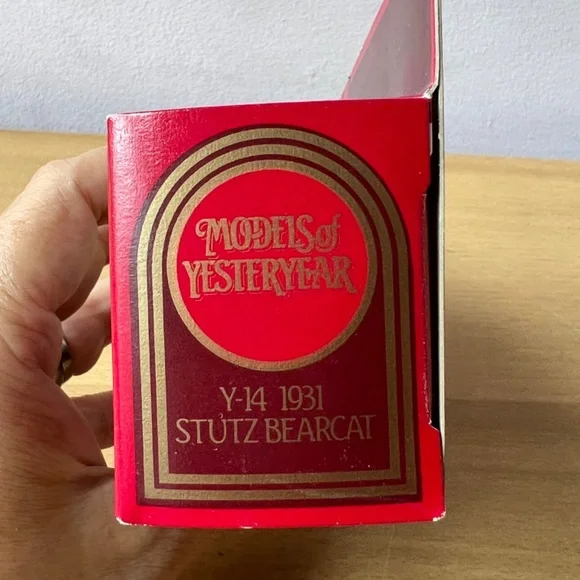 MODELS of
YESTERYEAR
Y-14 1931
STUTZ BEARCAT